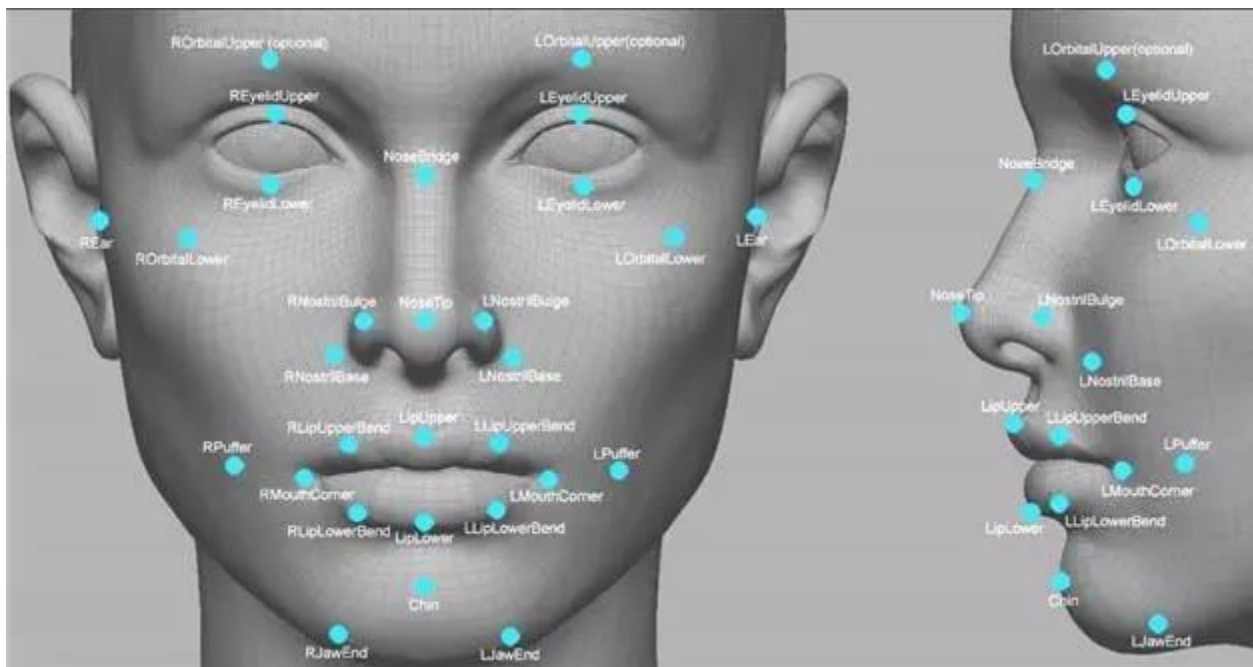 ROrbitalUpper (optional)
LOrbitalUpper(optional)
REyelidUpper
LEyelidUpper
NoseBridge
REyelidLower
LEyelidLower
REar
LEar
ROrbitalLower
LOrbitalLower
RNostrilBulge
NoseTip
LNostrilBulge
RNostrilBase
LNostrilBase
LipUpper
RLipUpperBend
LLipUpperBend
RPuffer
LPuffer
RMouthCorner
LMouthCorner
RLipLowerBend
LLipLowerBend
LipLower
Chin
RJawEnd
LJawEnd
LOrbitalUpper(optional)
LEyelidUpper
NoseBridge
LEyelidLower
LOrbitalLower
NoseTip
LNostrilBulge
LNostrilBase
LipUpper
LLipUpperBend
LPuffer
LMouthCorner
LipLower
LLipLowerBend
Chin
LJawEnd